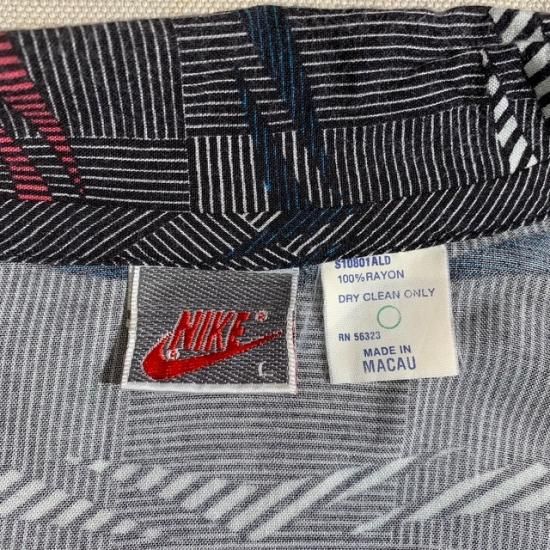 NIKE®
®
L
S10801ALD
100% RAYON
DRY CLEAN ONLY
RN 56323
MADE IN
MACAU